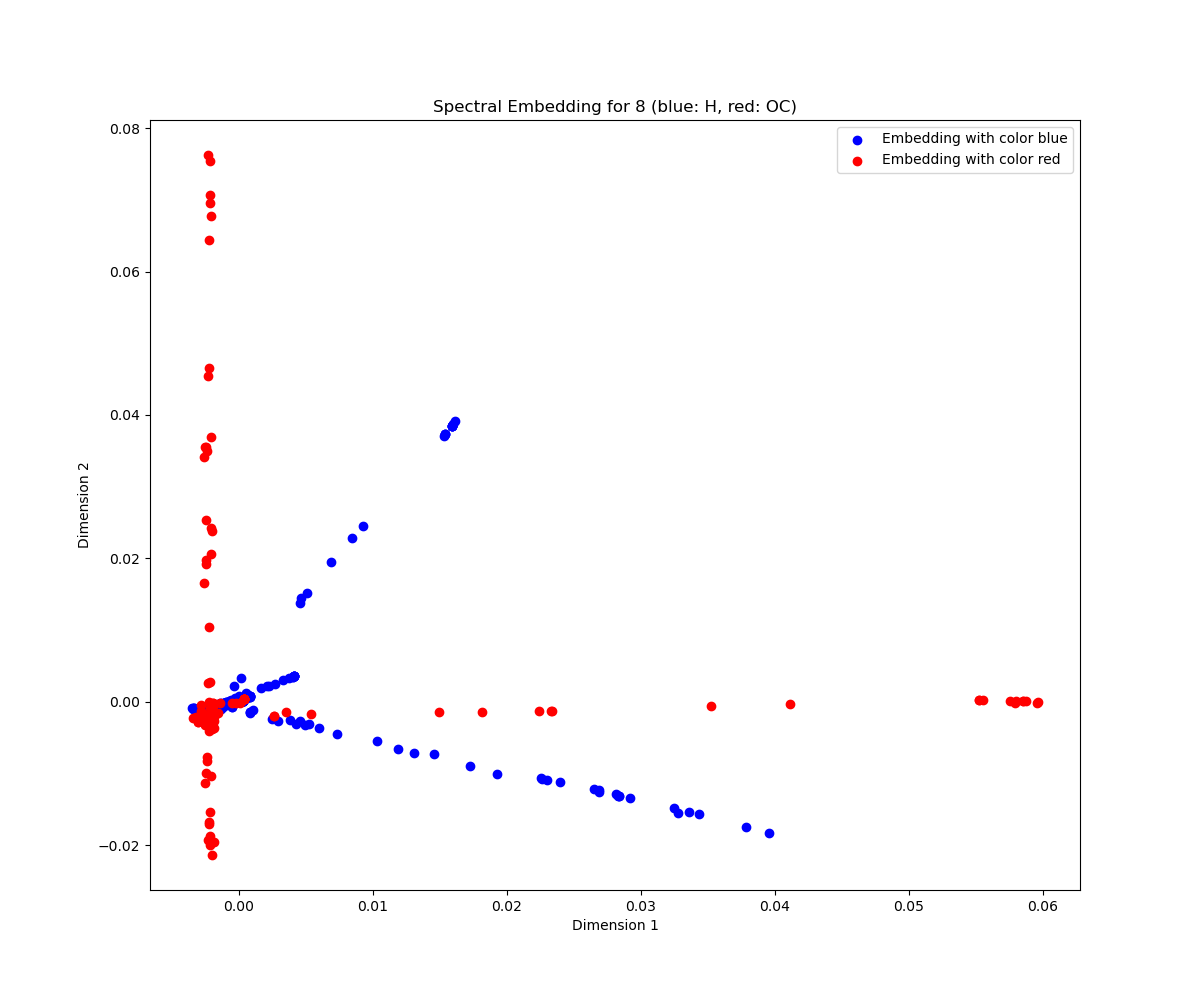 Spectral Embedding for 8 (blue: H, red: OC)
Embedding with color blue
Embedding with color red
0.08
0.06
0.04
0.02
0.00
−0.02
Dimension 2
0.00 0.01 0.02 0.03 0.04 0.05 0.06
Dimension 1